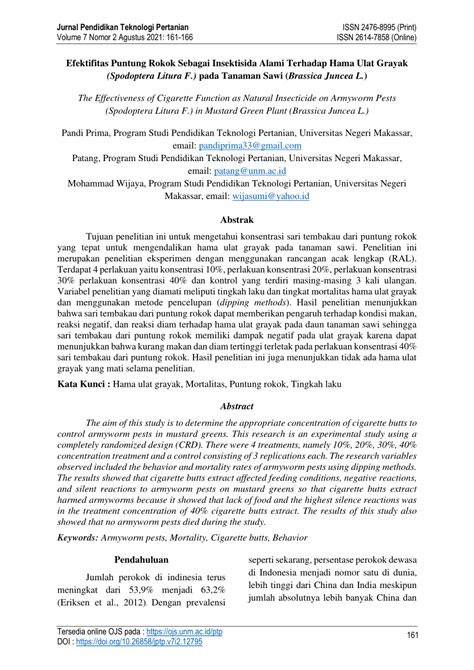 Jurnal Pendidikan Teknologi Pertanian ISSN 2476-8995 (Print)
Volume 7 Nomor 2 Agustus 2021: 161-166 ISSN 2614-7858 (Online)
Efektifitas Puntung Rokok Sebagai Insektisida Alami Terhadap Hama Ulat Grayak
(Spodoptera Litura F.) pada Tanaman Sawi (Brassica Juncea L.)
The Effectiveness of Cigarette Function as Natural Insecticide on Armyworm Pests
(Spodoptera Litura F.) in Mustard Green Plant (Brassica Juncea L.)
Pandi Prima, Program Studi Pendidikan Teknologi Pertanian, Universitas Negeri Makassar,
email: pandiprima33@gmail.com
Patang, Program Studi Pendidikan Teknologi Pertanian, Universitas Negeri Makassar,
email: patang@unm.ac.id
Mohammad Wijaya, Program Studi Pendidikan Teknologi Pertanian, Universitas Negeri
Makassar, email: wijasumi@yahoo.id
Abstrak
Tujuan penelitian ini untuk mengetahui konsentrasi sari tembakau dari puntung rokok
yang tepat untuk mengendalikan hama ulat grayak pada tanaman sawi. Penelitian ini
merupakan penelitian eksperimen dengan menggunakan rancangan acak lengkap (RAL).
Terdapat 4 perlakuan yaitu konsentrasi 10%, perlakuan konsentrasi 20%, perlakuan konsentrasi
30% perlakuan konsentrasi 40% dan kontrol yang terdiri masing-masing 3 kali ulangan.
Variabel penelitian yang diamati meliputi tingkah laku dan tingkat mortalitas hama ulat grayak
dan menggunakan metode pencelupan (dipping methods). Hasil penelitian menunjukkan
bahwa sari tembakau dari puntung rokok dapat memberikan pengaruh terhadap kondisi makan,
reaksi negatif, dan reaksi diam terhadap hama ulat grayak pada daun tanaman sawi sehingga
sari tembakau dari puntung rokok memiliki dampak negatif pada ulat grayak karena dapat
menunjukkan bahwa kurang makan dan diam tertinggi terletak pada perlakuan konsentrasi 40%
sari tembakau dari puntung rokok. Hasil penelitian ini juga menunjukkan tidak ada hama ulat
grayak yang mati selama penelitian.
Kata Kunci : Hama ulat grayak, Mortalitas, Puntung rokok, Tingkah laku
Abstract
The aim of this study is to determine the appropriate concentration of cigarette butts to
control armyworm pests in mustard greens. This research is an experimental study using a
completely randomized design (CRD). There were 4 treatments, namely 10%, 20%, 30%, 40%
concentration treatment and a control consisting of 3 replications each. The research variables
observed included the behavior and mortality rates of armyworm pests using dipping methods.
The results showed that cigarette butts extract affected feeding conditions, negative reactions,
and silent reactions to armyworm pests on mustard greens so that cigarette butts extract
harmed armyworms because it showed that lack of food and the highest silence reactions was
in the treatment concentration of 40% cigarette butts extract. The results of this study also
showed that no armyworm pests died during the study.
Keywords: Armyworm pests, Mortality, Cigarette butts, Behavior
Pendahuluan
Jumlah perokok di indinesia terus
meningkat dari 53,9% menjadi 63,2%
(Eriksen et al., 2012). Dengan prevalensi
seperti sekarang, persentase perokok dewasa
di Indonesia menjadi nomor satu di dunia,
lebih tinggi dari China dan India meskipun
jumlah absolutnya lebih banyak China dan
Tersedia online OJS pada : https://ojs.unm.ac.id/ptp
DOI : https://doi.org/10.26858/jptp.v7i2.12795
161